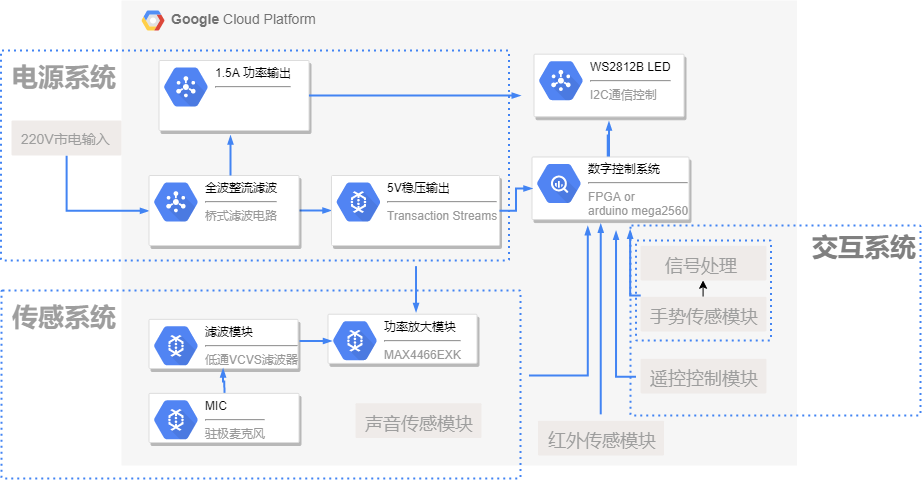 Google Cloud Platform
电源系统
1.5A 功率输出
WS2812B LED
I2C通信控制
220V市电输入
全波整流滤波
桥式滤波电路
5V稳压输出
Transaction Streams
数字控制系统
FPGA or
arduino mega2560
交互系统
信号处理
手势传感模块
遥控控制模块
传感系统
滤波模块
低通VCVS滤波器
功率放大模块
MAX4466EXK
MIC
驻极麦克风
声音传感模块
红外传感模块